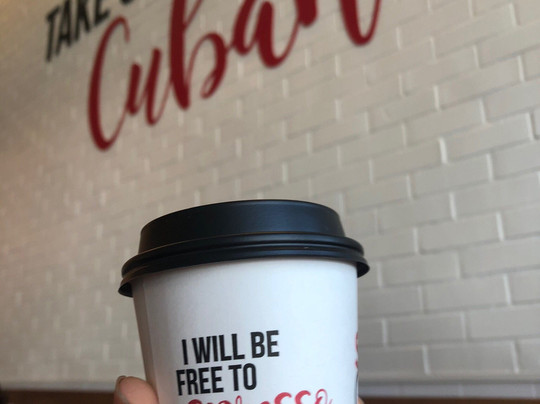 TAKE
Cuban
I WILL BE
FREE TO